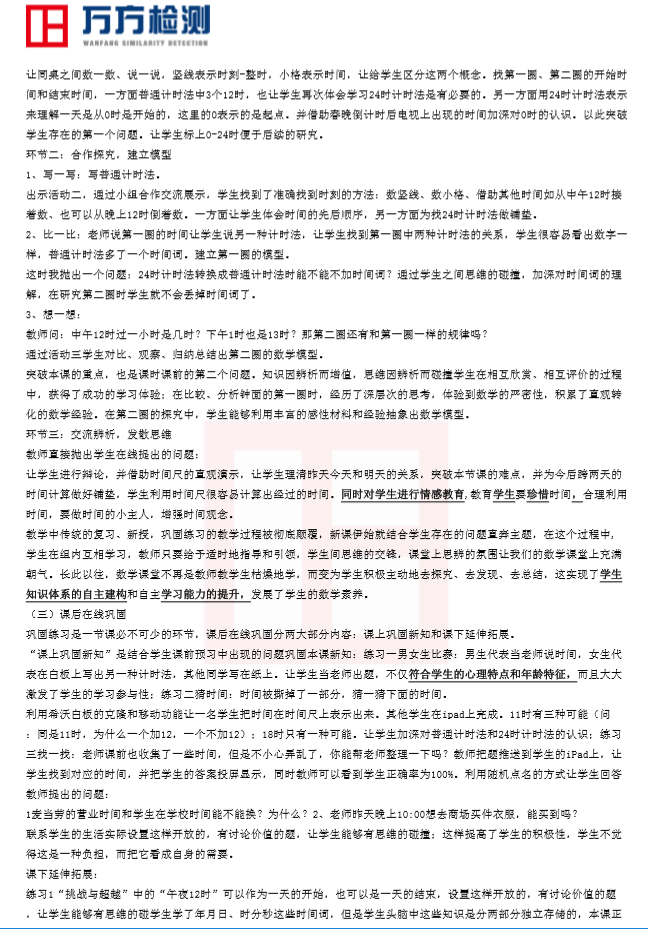 万方检测
WANFANG SIMILARITY DETECTION
让同桌之间数一数、说一说，竖线表示时刻-整时，小格表示时间，让给学生区分这两个概念。找第一圈、第二圈的开始时
间和结束时间，一方面普通计时法中3个12时，也让学生再次体会学习24时计时法是有必要的。另一方面用24时计时法表示
来理解一天是从0时是开始的，这里的0表示的是起点。并借助春晚倒计时后电视上出现的时间加深对0时的认识。以此突破
学生存在的第一个问题。让学生标上0-24时便于后续的研究。
环节二：合作探究，建立模型
1、写一写：写普通计时法。
出示活动二，通过小组合作交流展示，学生找到了准确找到时刻的方法：数竖线、数小格、借助其他时间如从中午12时接
着数、也可以从晚上12时倒着数。一方面让学生体会时间的先后顺序，另一方面为找24时计时法做铺垫。
2、比一比：老师说第一圈的时间让学生说另一种计时法，让学生找到第一圈中两种计时法的关系，学生很容易看出数字一
样，普通计时法多了一个时间词。建立第一圈的模型。
这时我抛出一个问题：24时计时法转换成普通计时法时能不能不加时间词？通过学生之间思维的碰撞，加深对时间词的理
解，在研究第二圈时学生就不会丢掉时间词了。
3、想一想：
教师问：中午12时过一小时是几时？下午1时也是13时？那第二圈还有和第一圈一样的规律吗？
通过活动三学生对比、观察、归纳总结出第二圈的数学模型。
突破本课的重点，也是课时课前的第二个问题。知识因辨析而增值，思维因辨析而碰撞学生在相互欣赏、相互评价的过程
中，获得了成功的学习体验；在比较、分析钟面的第一圈时，经历了深层次的思考，体验到数学的严密性，积累了直观转
化的数学经验。在第二圈的探究中，学生能够利用丰富的感性材料和经验抽象出数学模型。
环节三：交流辨析，发散思维
教师直接抛出学生在线提出的问题：
让学生进行辩论，并借助时间尺的直观演示，让学生理清昨天今天和明天的关系，突破本节课的难点，并为今后跨两天的
时间计算做好铺垫，学生利用时间尺很容易计算出经过的时间。同时对学生进行情感教育,教育学生要珍惜时间，合理利用
时间，要做时间的小主人，增强时间观念。
教学中传统的复习、新授，巩固练习的教学过程被彻底颠覆，新课伊始就结合学生存在的问题直奔主题，在这个过程中，
学生在组内互相学习，教师只要给予适时地指导和引领，学生间思维的交锋，课堂上思辨的氛围让我们的数学课堂上充满
朝气。长此以往，数学课堂不再是教师教学生枯燥地学，而变为学生积极主动地去探究、去发现、去总结，这实现了学生
知识体系的自主建构和自主学习能力的提升，发展了学生的数学素养。
（三）课后在线巩固
巩固练习是一节课必不可少的环节，课后在线巩固分两大部分内容：课上巩固新知和课下延伸拓展。
“课上巩固新知”是结合学生课前预习中出现的问题巩固本课新知：练习一男女生比赛：男生代表当老师说时间，女生代
表在白板上写出另一种计时法，其他同学写在纸上。让学生当老师出题，不仅符合学生的心理特点和年龄特征，而且大大
激发了学生的学习参与性；练习二猜时间：时间被撕掉了一部分，猜一猜下面的时间。
利用希沃白板的克隆和移动功能让一名学生把时间在时间尺上表示出来。其他学生在ipad上完成。11时有三种可能（问
：同是11时，为什么一个加12，一个不加12）；18时只有一种可能。让学生加深对普通计时法和24时计时法的认识；练习
三找一找：老师课前也收集了一些时间，但是不小心弄乱了，你能帮老师整理一下吗？教师把题推送到学生的iPad上，让
学生找到对应的时间，并把学生的答案投屏显示，同时教师可以看到学生正确率为100%。利用随机点名的方式让学生回答
教师提出的问题：
1麦当劳的营业时间和学生在学校时间能不能换？为什么？2、老师昨天晚上10:00想去商场买件衣服，能买到吗？
联系学生的生活实际设置这样开放的，有讨论价值的题，让学生能够有思维的碰撞；这样提高了学生的积极性，学生不觉
得这是一种负担，而把它看成自身的需要。
课下延伸拓展：
练习1“挑战与超越”中的“午夜12时”可以作为一天的开始，也可以是一天的结束，设置这样开放的，有讨论价值的题
，让学生能够有思维的碰学生学了年月日、时分秒这些时间词，但是学生头脑中这些知识是分两部分独立存储的，本课正